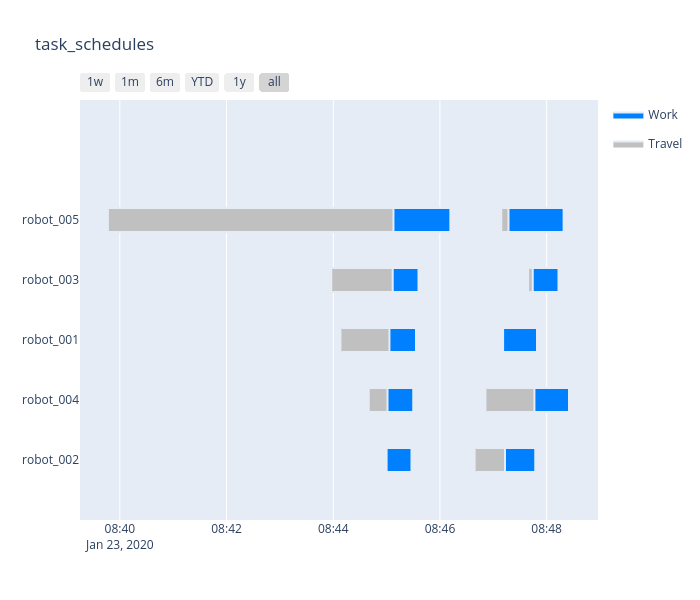 task_schedules
1w 1m 6m YTD 1y all
Work
Travel
robot_005
robot_003
robot_001
robot_004
robot_002
08:40 08:42 08:44 08:46 08:48
Jan 23, 2020